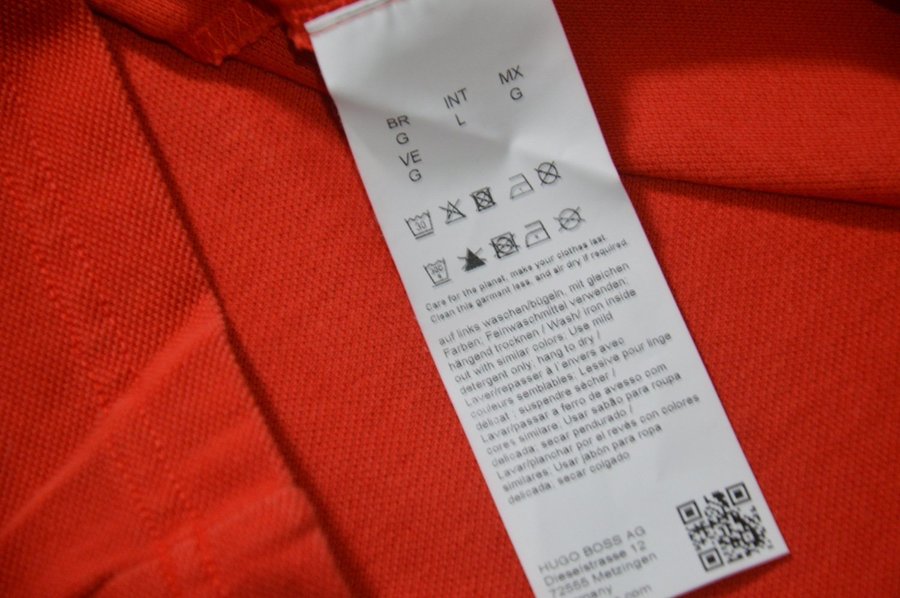 BR INT MX
G L G
VE
G
30
Care for the planet, make your clothes last.
Clean this garment less, and air dry if required.
auf links waschen/bügeln, mit gleichen
Farben; Feinwaschmittel verwenden;
hängend trocknen / Wash/ iron inside
out with similar colors. Use mild
detergent only; hang to dry /
Laver/repasser à l'envers avec
couleurs semblables. Lessive pour linge
délicat ; suspendre sécher /
Lavar/passar a ferro de avesso com
cores similare. Usar sabão para roupa
delicada; secar pendurado /
Lavar/planchar por el revés con colores
similares. Usar jabón para ropa
delicada, secar colgado
HUGO BOSS AG
Dieselstrasse 12
72555 Metzingen